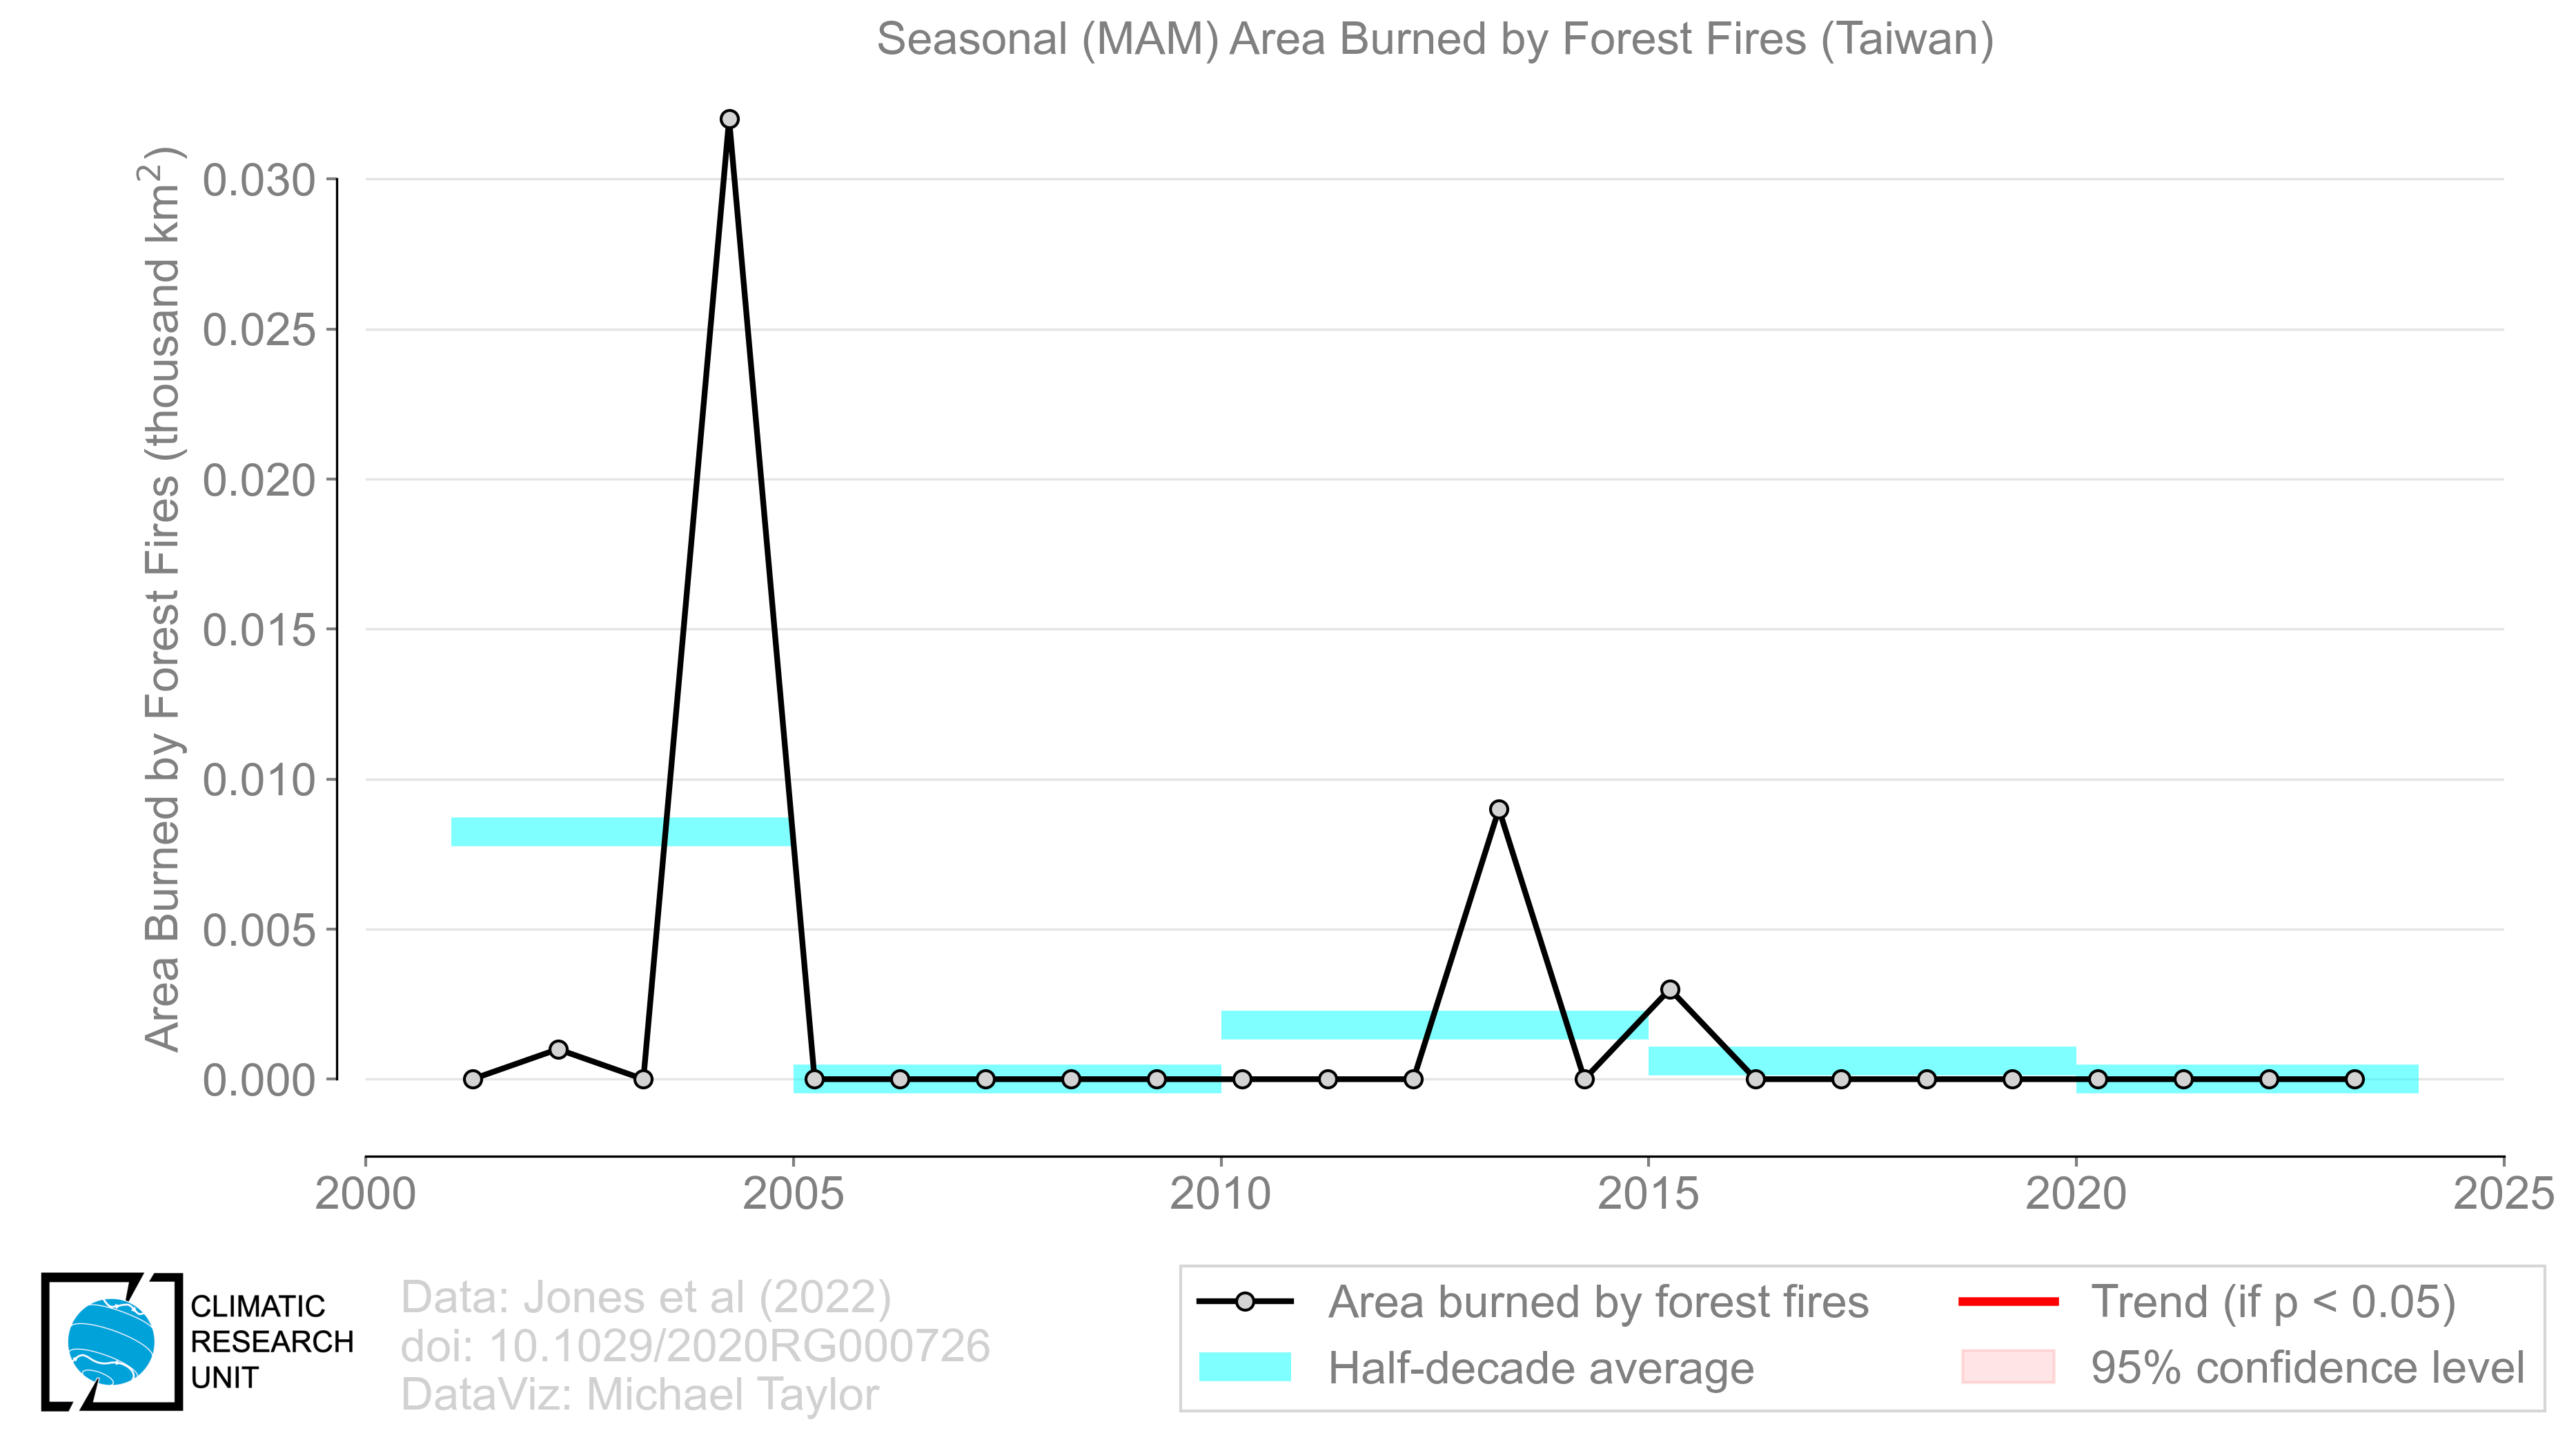 Seasonal (MAM) Area Burned by Forest Fires (Taiwan)
Area Burned by Forest Fires (thousand km²)
0.030
0.025
0.020
0.015
0.010
0.005
0.000
2000
2005
2010
2015
2020
2025
CLIMATIC
RESEARCH
UNIT
Data: Jones et al (2022)
doi: 10.1029/2020RG000726
DataViz: Michael Taylor
Area burned by forest fires
Half-decade average
Trend (if p < 0.05)
95% confidence level